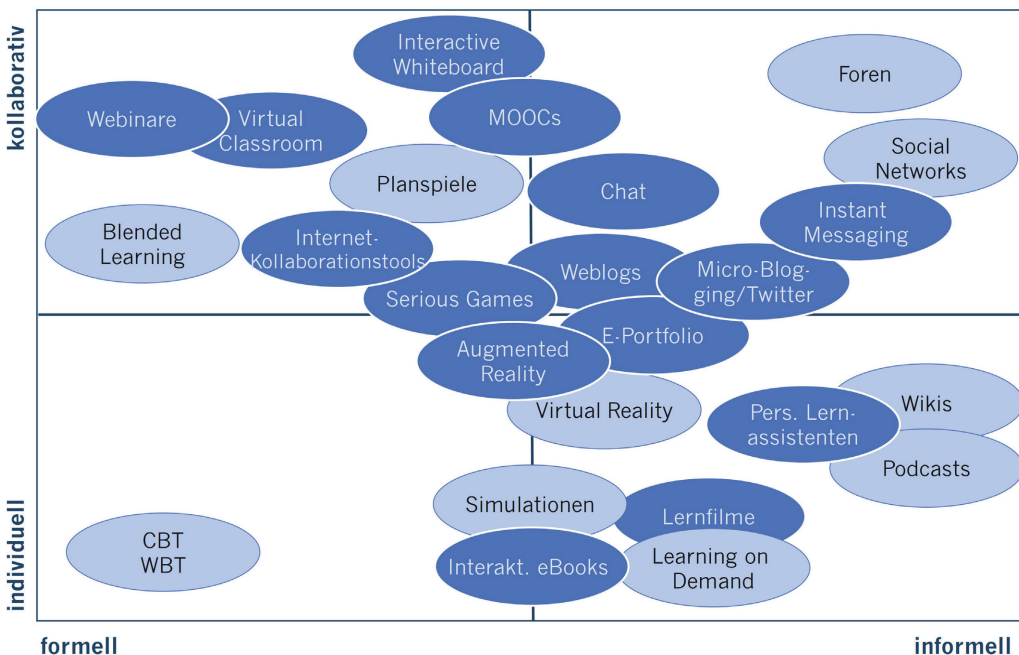 kollaborativ
Interactive
Whiteboard
Foren
Webinare
Virtual
Classroom
MOOCs
Social
Networks
Planspiele
Chat
Instant
Messaging
Blended
Learning
Internet-
Kollaborationstools
Weblogs
Micro-Blog-
ging/Twitter
Serious Games
E-Portfolio
Augmented
Reality
Virtual Reality
Pers. Lern-
assistenten
Wikis
Podcasts
individuell
CBT
WBT
Simulationen
Lernfilme
Interakt. eBooks
Learning on
Demand
formell
informell